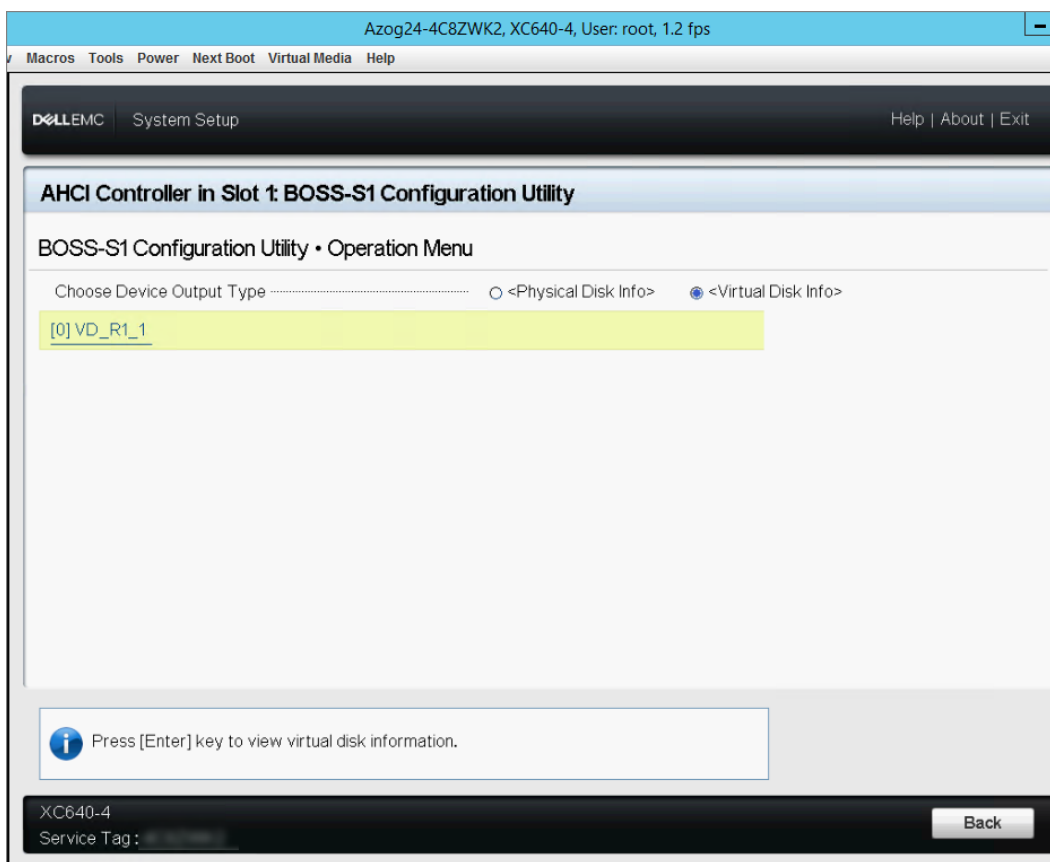 Azog24-4C8ZWK2, XC640-4, User: root, 1.2 fps
Macros Tools Power Next Boot Virtual Media Help
DELLEMC System Setup Help | About | Exit
AHCI Controller in Slot 1: BOSS-S1 Configuration Utility
BOSS-S1 Configuration Utility • Operation Menu
Choose Device Output Type <Physical Disk Info> <Virtual Disk Info>
[0] VD_R1_1
Press [Enter] key to view virtual disk information.
XC640-4
Service Tag :
Back